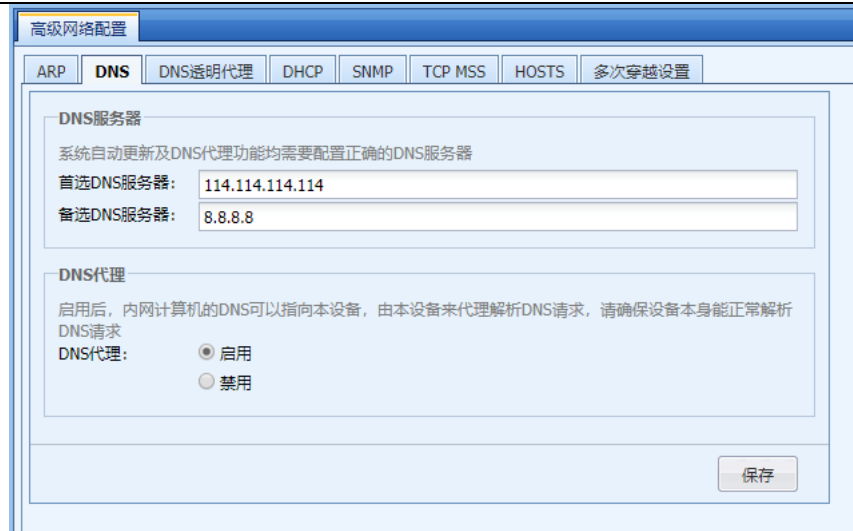 高级网络配置
ARP DNS DNS透明代理 DHCP SNMP TCP MSS HOSTS 多次穿越设置
DNS服务器
系统自动更新及DNS代理功能均需要配置正确的DNS服务器
首选DNS服务器： 114.114.114.114
备选DNS服务器： 8.8.8.8
DNS代理
启用后，内网计算机的DNS可以指向本设备，由本设备来代理解析DNS请求，请确保设备本身能正常解析
DNS请求
DNS代理： 启用
禁用
保存